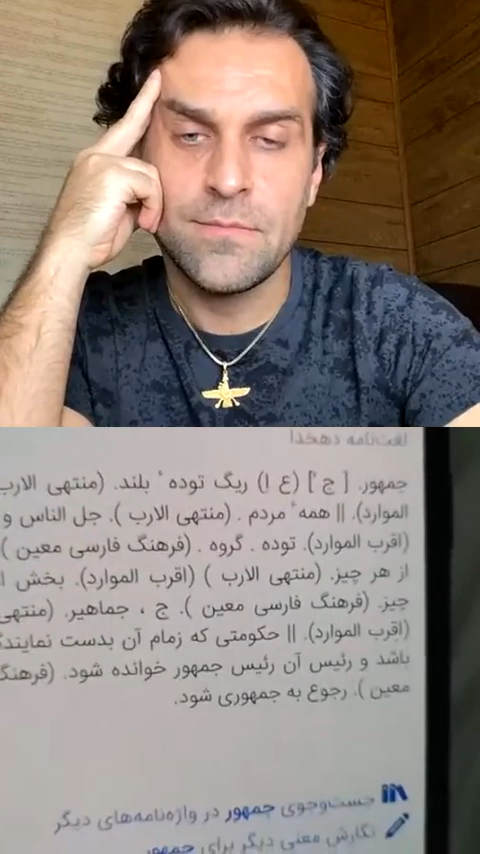 لغت‌نامه دهخدا
جمهور. [ ج ُ ] (ع ا) ریگ توده ٔ بلند. (منتهی الارب
الموارد). || همه ٔ مردم . (منتهی الارب ). جل الناس و
(اقرب الموارد). توده . گروه . (فرهنگ فارسی معین )
از هر چیز. (منتهی الارب ) (اقرب الموارد). بخش
چیز. (فرهنگ فارسی معین ). ج ، جماهیر. (منتهی
(اقرب الموارد). || حکومتی که زمام آن بدست
باشد و رئیس آن رئیس جمهور خوانده شود. (فرهنگ
معین ). رجوع به جمهوری شود.
جست‌وجوی جمهور در واژه‌نامه‌های دیگر
نگارش معنی دیگر برای جمهور